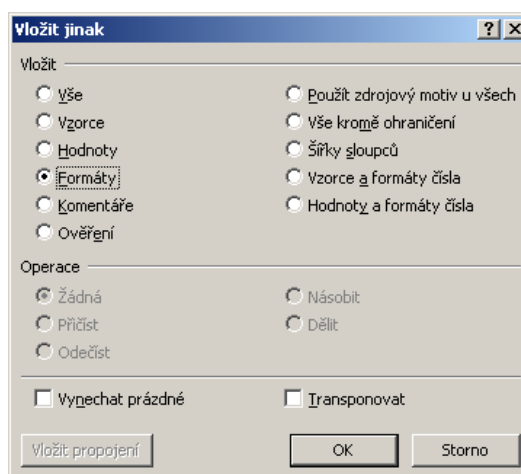 Vložit jinak
Vložit
Vše
Vzorce
Hodnoty
Formáty
Komentáře
Ověření
Použít zdrojový motiv u všech
Vše kromě ohraničení
Šířky sloupců
Vzorce a formáty čísla
Hodnoty a formáty čísla
Operace
Žádná
Přičíst
Odečíst
Násobit
Dělit
Vynechat prázdné
Transponovat
Vložit propojení
OK
Storno